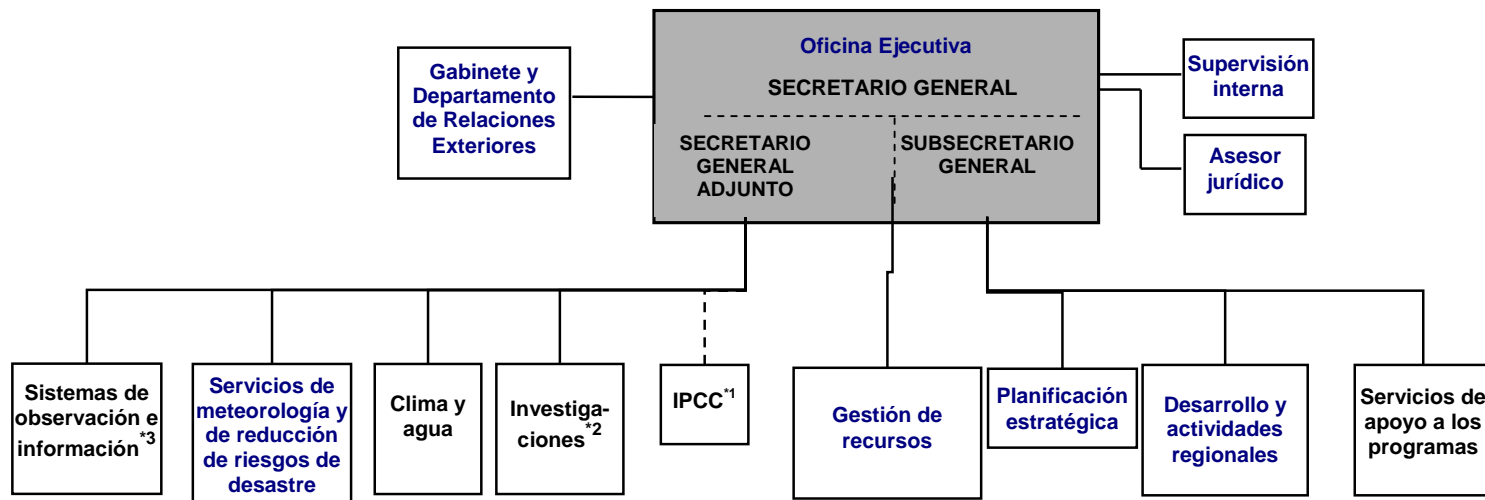 Oficina Ejecutiva
SECRETARIO GENERAL
SECRETARIO
GENERAL
ADJUNTO
SUBSECRETARIO
GENERAL
Gabinete y
Departamento
de Relaciones
Exteriores
Supervisión
interna
Asesor
jurídico
Sistemas de
observación e
información*3
Servicios de
meteorología y
de reducción
de riesgos de
desastre
Clima y
agua
Investiga-
ciones*2
IPCC*1
Gestión de
recursos
Planificación
estratégica
Desarrollo y
actividades
regionales
Servicios de
apoyo a los
programas